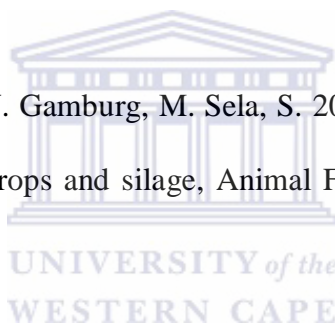 . Gamburg, M. Sela, S. 20
rops and silage, Animal F
UNIVERSITY of the
WESTERN CAPE